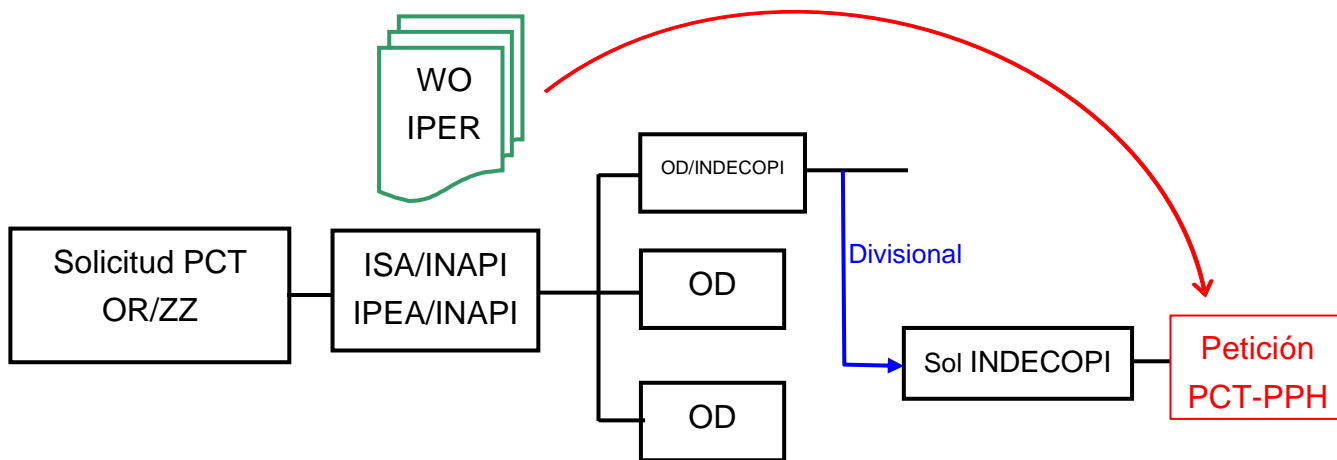 WO
IPER
OD/INDECOPI
Solicitud PCT
OR/ZZ
ISA/INAPI
IPEA/INAPI
OD
Divisional
Sol INDECOPI
Petición
PCT-PPH
OD